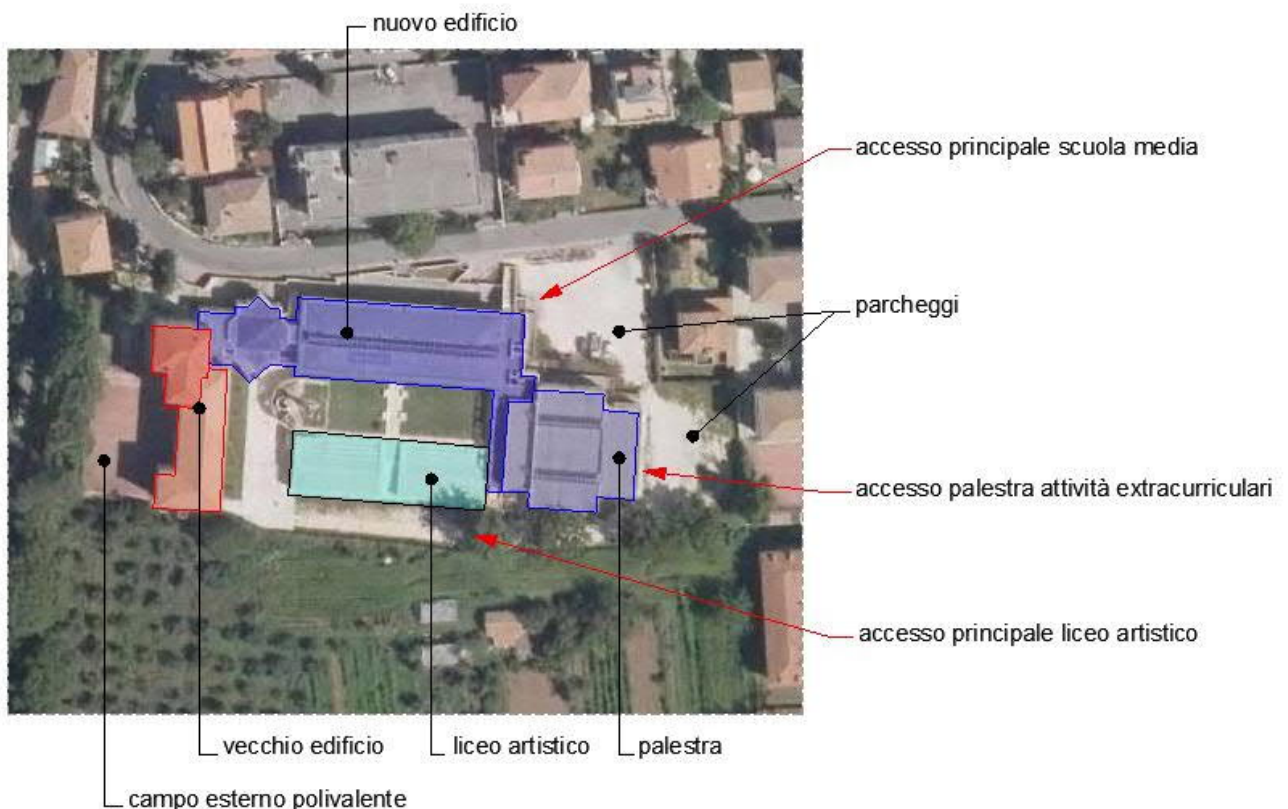 nuovo edificio
accesso principale scuola media
parcheggi
accesso palestra attività extracurriculari
accesso principale liceo artistico
vecchio edificio
liceo artistico
palestra
campo esterno polivalente